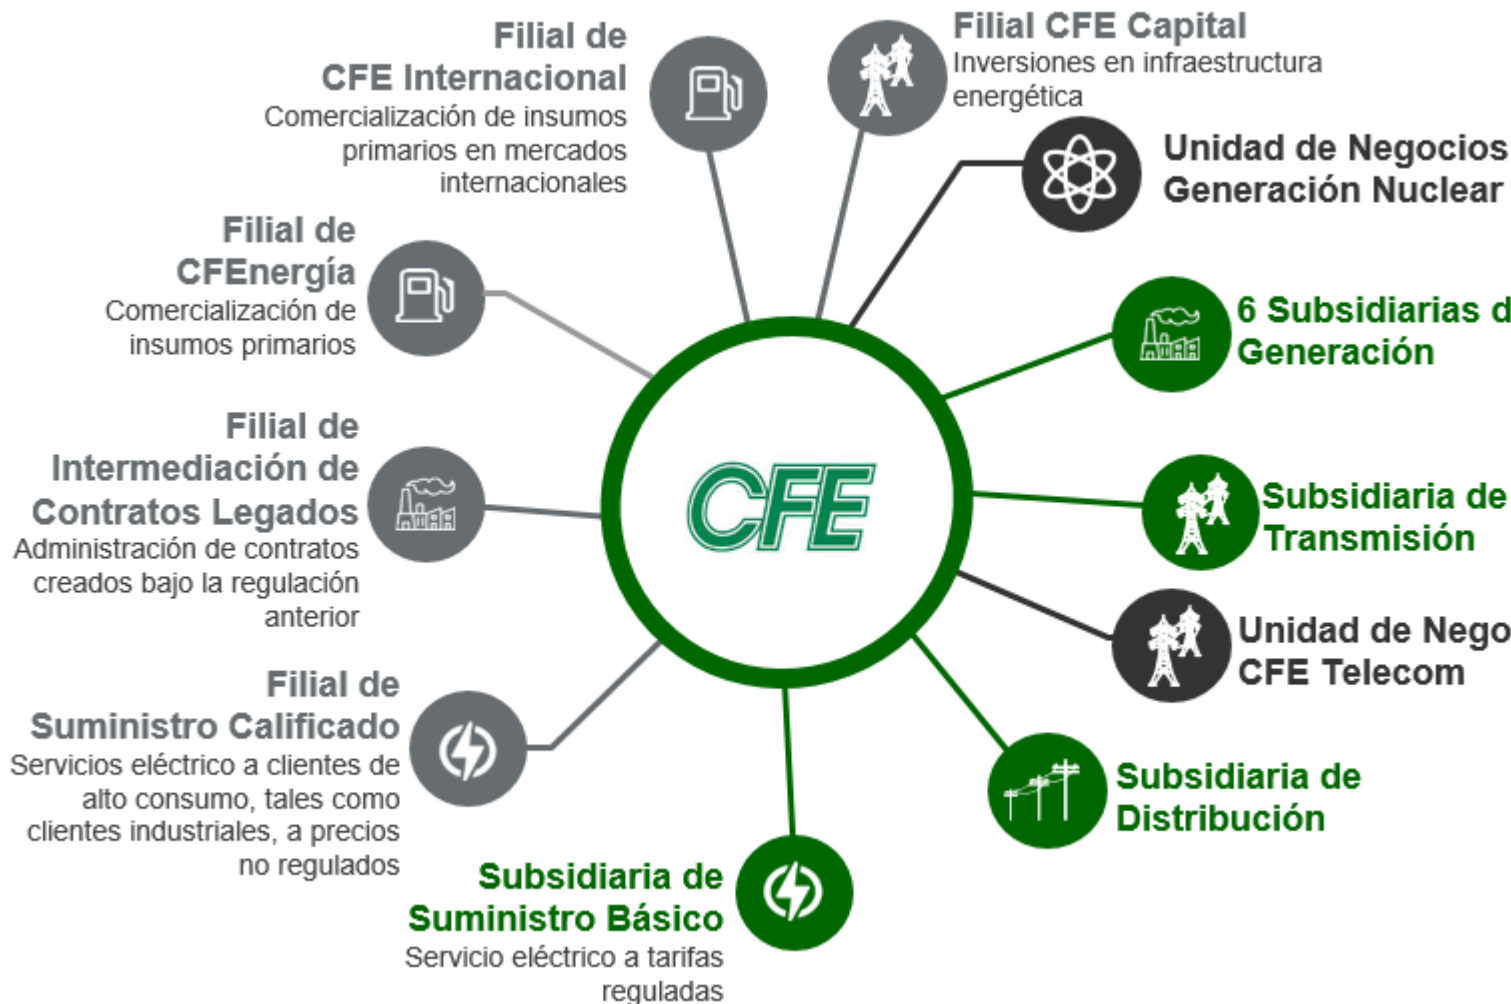 Filial de
CFE Internacional
Comercialización de insumos
primarios en mercados
internacionales
Filial CFE Capital
Inversiones en infraestructura
energética
Unidad de Negocios
Generación Nuclear
Filial de
CFEnergía
Comercialización de
insumos primarios
6 Subsidiarias d
Generación
Filial de
Intermediación de
Contratos Legados
Administración de contratos
creados bajo la regulación
anterior
CFE
Subsidiaria de
Transmisión
Unidad de Nego
CFE Telecom
Filial de
Suministro Calificado
Servicios eléctrico a clientes de
alto consumo, tales como
clientes industriales, a precios
no regulados
Subsidiaria de
Distribución
Subsidiaria de
Suministro Básico
Servicio eléctrico a tarifas
reguladas